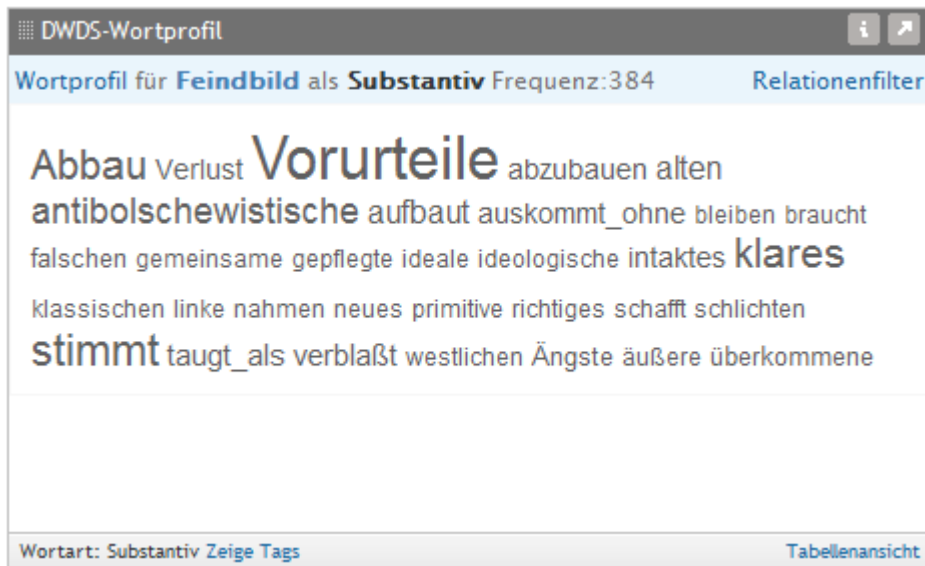 DWDS-Wortprofil
Wortprofil für Feindbild als Substantiv Frequenz:384 Relationenfilter
Abbau Verlust Vorurteile abzubauen alten
antibolschewistische aufbaut auskommt_ohne bleiben braucht
falschen gemeinsame gepflegte ideale ideologische intaktes klares
klassischen linke nahmen neues primitive richtiges schafft schlichten
stimmt taugt_als verblaßt westlichen Ängste äußere überkommene
Wortart: Substantiv Zeige Tags Tabellenansicht